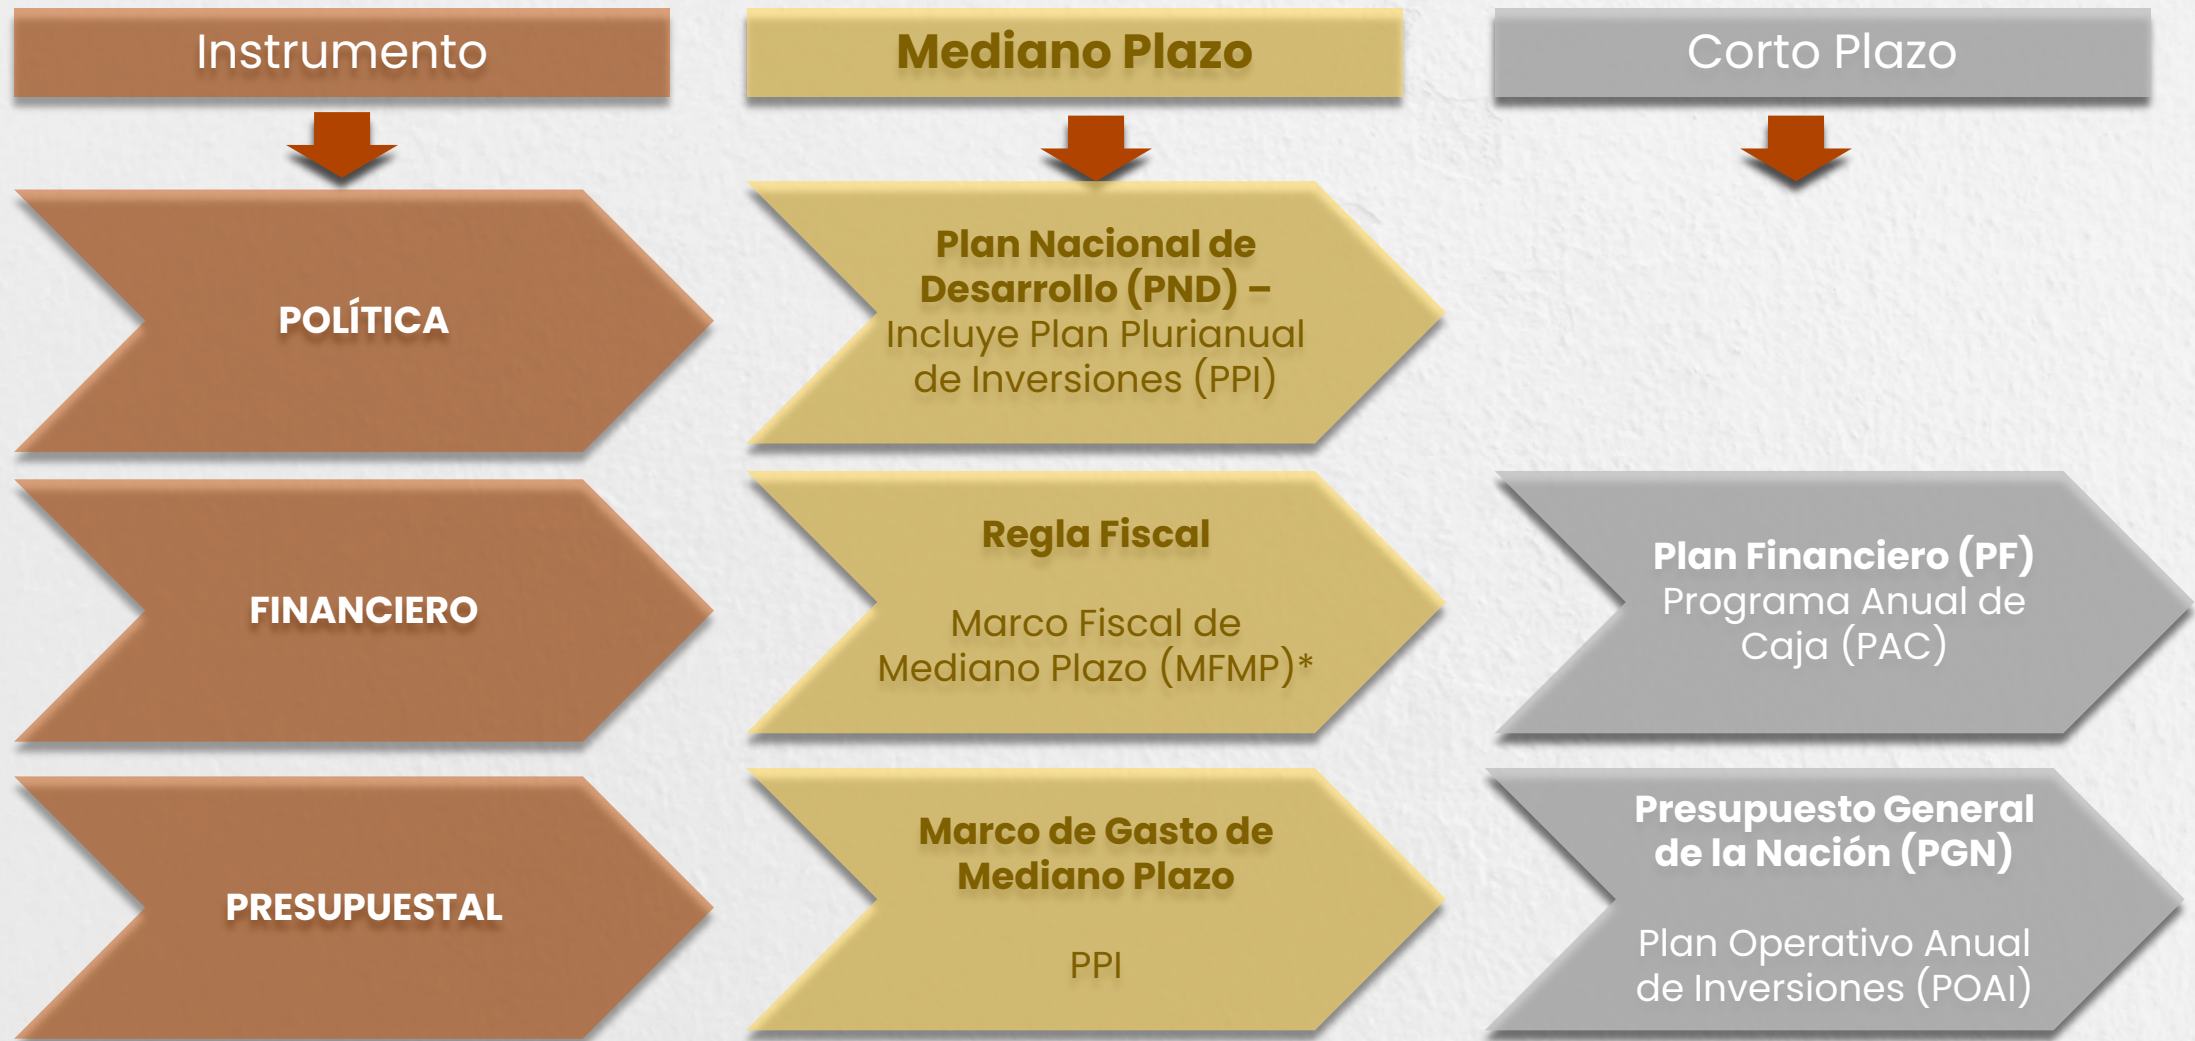 Instrumento
Mediano Plazo
Corto Plazo
POLÍTICA
Plan Nacional de
Desarrollo (PND) –
Incluye Plan Plurianual
de Inversiones (PPI)
FINANCIERO
Regla Fiscal
Marco Fiscal de
Mediano Plazo (MFMP)*
Plan Financiero (PF)
Programa Anual de
Caja (PAC)
PRESUPUESTAL
Marco de Gasto de
Mediano Plazo
PPI
Presupuesto General
de la Nación (PGN)
Plan Operativo Anual
de Inversiones (POAI)